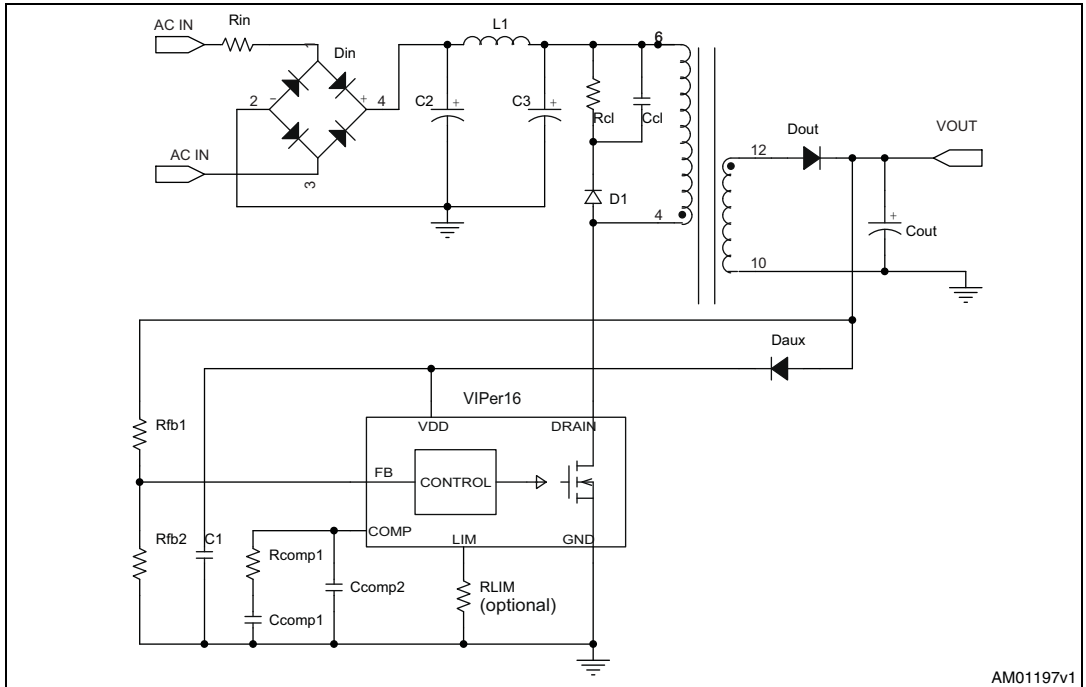 AC IN
Rin
L1
Din
1
6
2
-
+
4
C2
+
C3
+
Rcl
Ccl
Dout
VOUT
12
AC IN
3
D1
4
+
Cout
10
Daux
VIPer16
Rfb1
VDD
DRAIN
FB
CONTROL
COMP
LIM
GND
Rfb2
C1
Rcomp1
Ccomp2
RLIM
(optional)
Ccomp1
AM01197v1